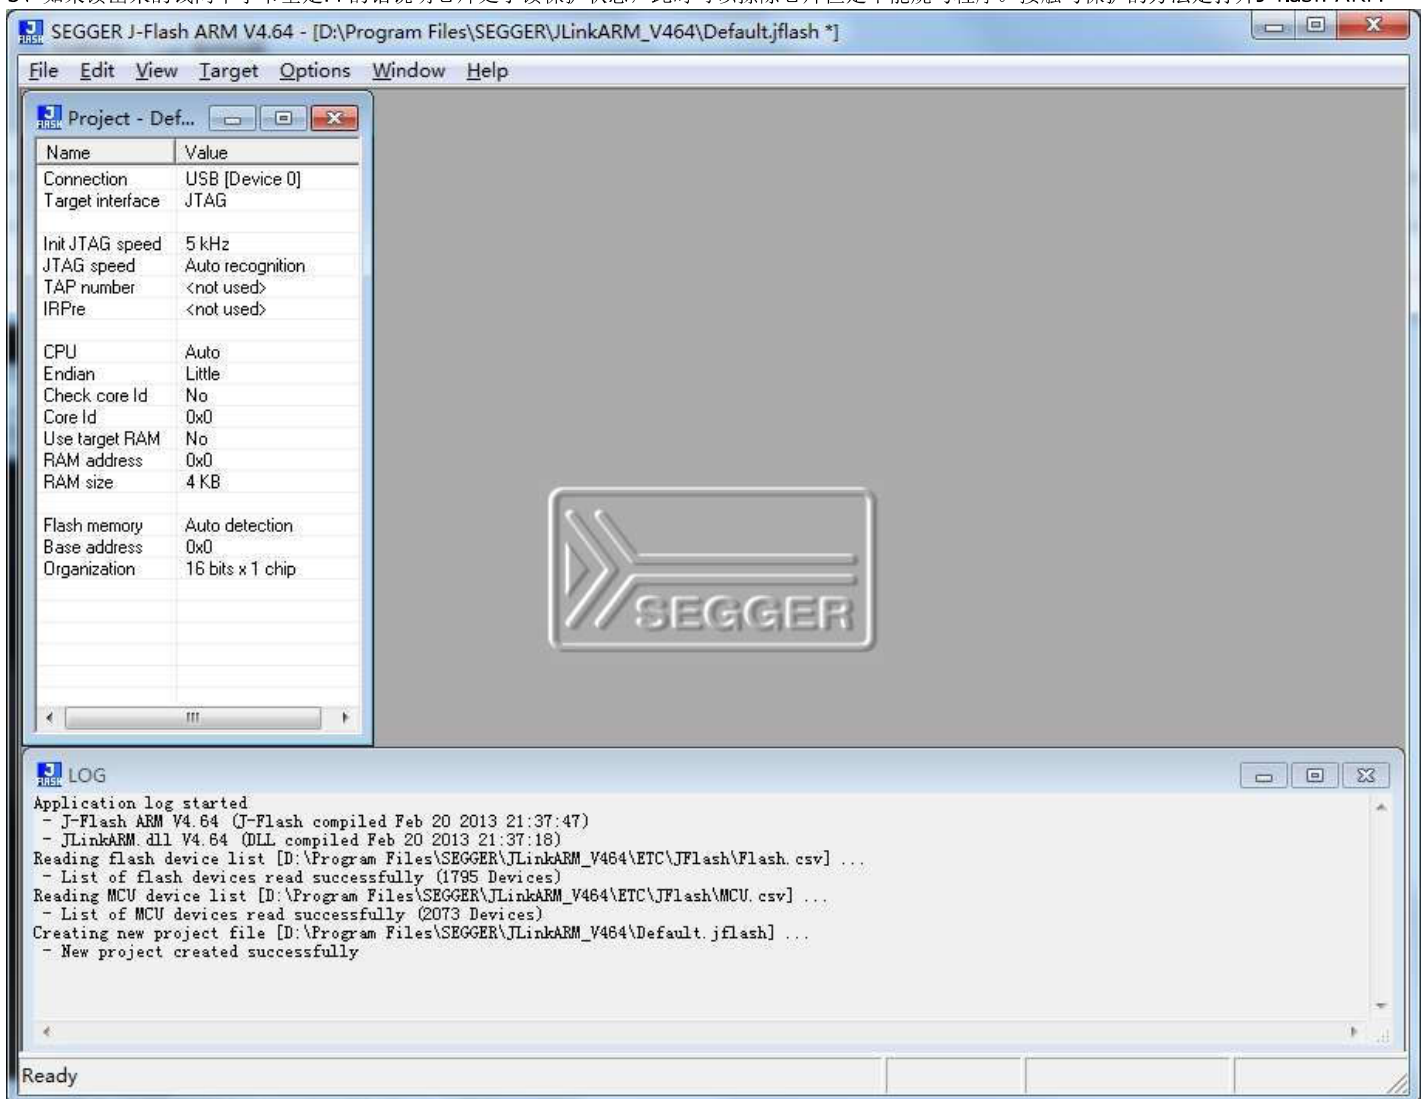 SEGGER J-Flash ARM V4.64 - [D:\Program Files\SEGGER\JLinkARM_V464\Default.jflash *]
File Edit View Target Options Window Help
Project - Def...
Name Value
Connection USB [Device 0]
Target interface JTAG
Init JTAG speed 5 kHz
JTAG speed Auto recognition
TAP number <not used>
IRPre <not used>
CPU Auto
Endian Little
Check core Id No
Core Id 0x0
Use target RAM No
RAM address 0x0
RAM size 4 KB
Flash memory Auto detection
Base address 0x0
Organization 16 bits x 1 chip
SEGGER
LOG
Application log started
- J-Flash ARM V4.64 (J-Flash compiled Feb 20 2013 21:37:47)
- JLinkARM.dll V4.64 (DLL compiled Feb 20 2013 21:37:18)
Reading flash device list [D:\Program Files\SEGGER\JLinkARM_V464\ETC\JFlash\Flash.csv] ...
- List of flash devices read successfully (1795 Devices)
Reading MCU device list [D:\Program Files\SEGGER\JLinkARM_V464\ETC\JFlash\MCU.csv] ...
- List of MCU devices read successfully (2073 Devices)
Creating new project file [D:\Program Files\SEGGER\JLinkARM_V464\Default.jflash] ...
- New project created successfully
Ready